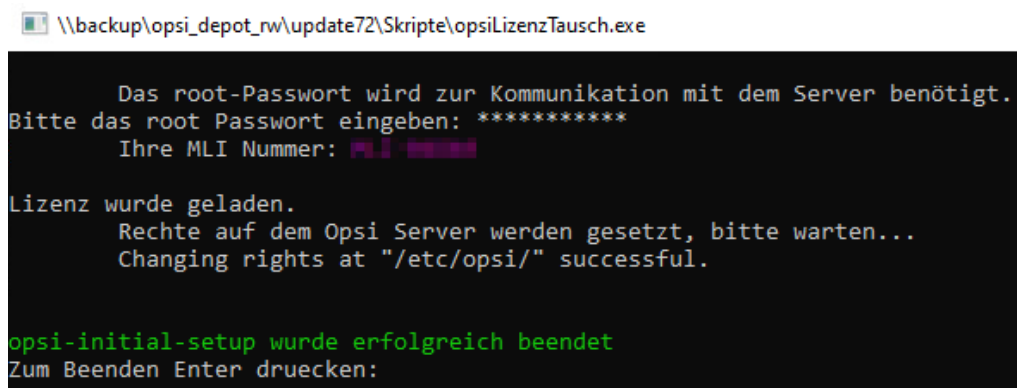 \\backup\opsi_depot_rw\update72\Skripte\opsiLizenzTausch.exe
Das root-Passwort wird zur Kommunikation mit dem Server benötigt.
Bitte das root Passwort eingeben: ***********
Ihre MLI Nummer:
Lizenz wurde geladen.
Rechte auf dem Opsi Server werden gesetzt, bitte warten...
Changing rights at "/etc/opsi/" successful.
opsi-initial-setup wurde erfolgreich beendet
Zum Beenden Enter druecken: